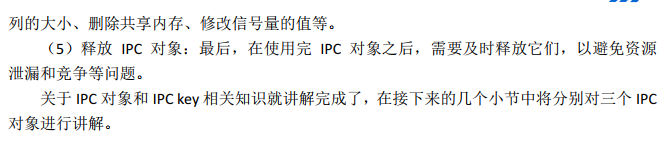 列的大小、删除共享内存、修改信号量的值等。
（5）释放 IPC 对象：最后，在使用完 IPC 对象之后，需要及时释放它们，以避免资源
泄漏和竞争等问题。
关于 IPC 对象和 IPC key 相关知识就讲解完成了，在接下来的几个小节中将分别对三个 IPC
对象进行讲解。